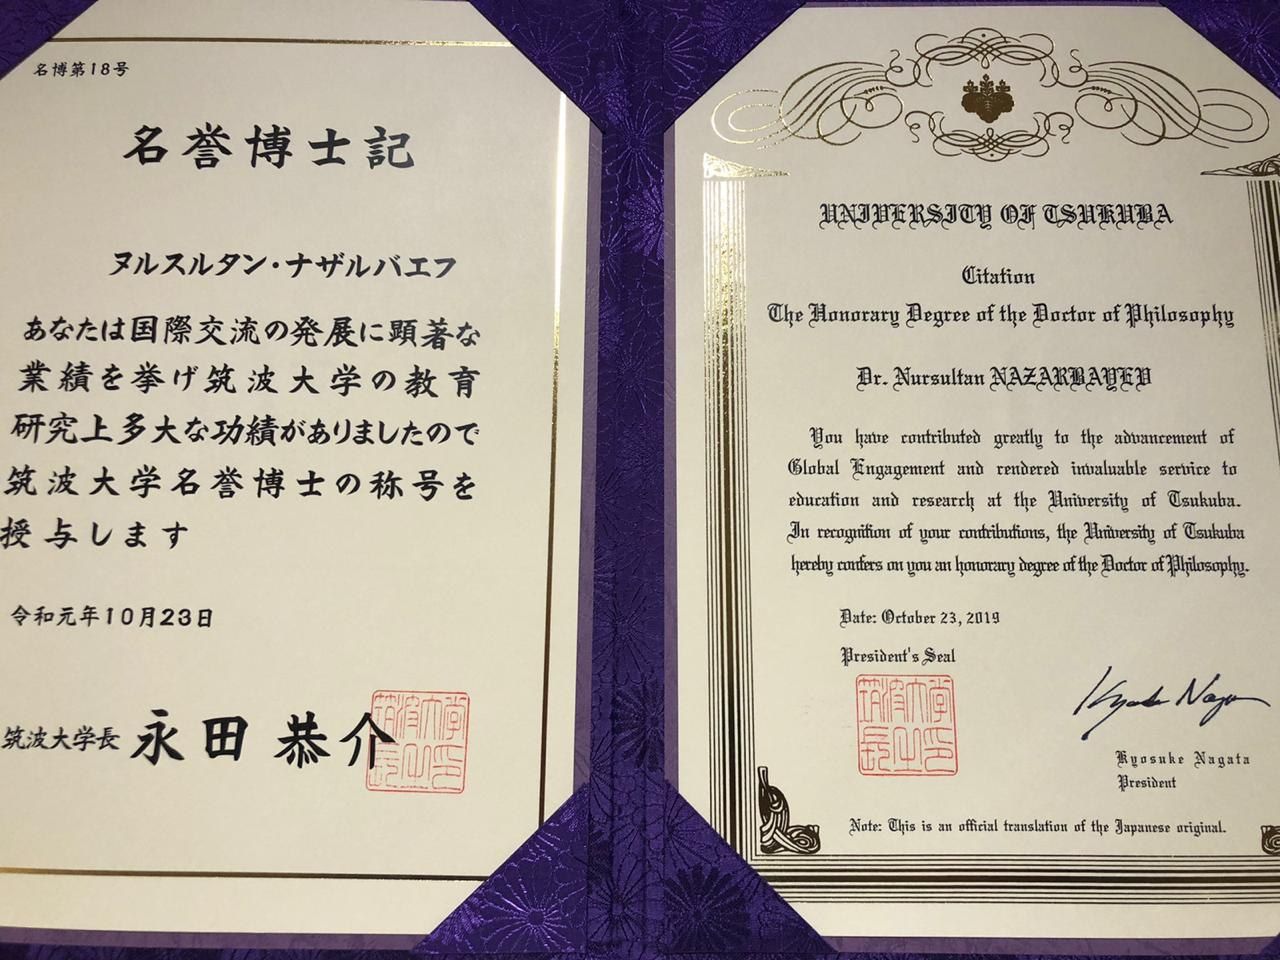 名博第18号
名誉博士記
ヌルスルタン・ナザルバエフ
あなたは国際交流の発展に顕著な
業績を挙げ筑波大学の教育
研究上多大な功績がありましたので
筑波大学名誉博士の称号を
授与します
令和元年10月23日
筑波大学長 永田恭介
UNIVERSITY OF TSUKUBA
Citation
The Honorary Degree of the Doctor of Philosophy
Dr. Nursultan NAZARBAYEV
You have contributed greatly to the advancement of
Global Engagement and rendered invaluable service to
education and research at the University of Tsukuba.
In recognition of your contributions, the University of Tsukuba
hereby confers on you an honorary degree of the Doctor of Philosophy.
Date: October 23, 2019
President's Seal
Kyosuke Nagata
President
Note: This is an official translation of the Japanese original.